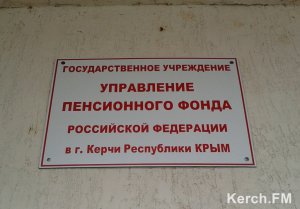 ГОСУДАРСТВЕННОЕ УЧРЕЖДЕНИЕ
УПРАВЛЕНИЕ
ПЕНСИОННОГО ФОНДА
РОССИЙСКОЙ ФЕДЕРАЦИИ
в г. Керчи Республики КРЫМ
Kerch.FM